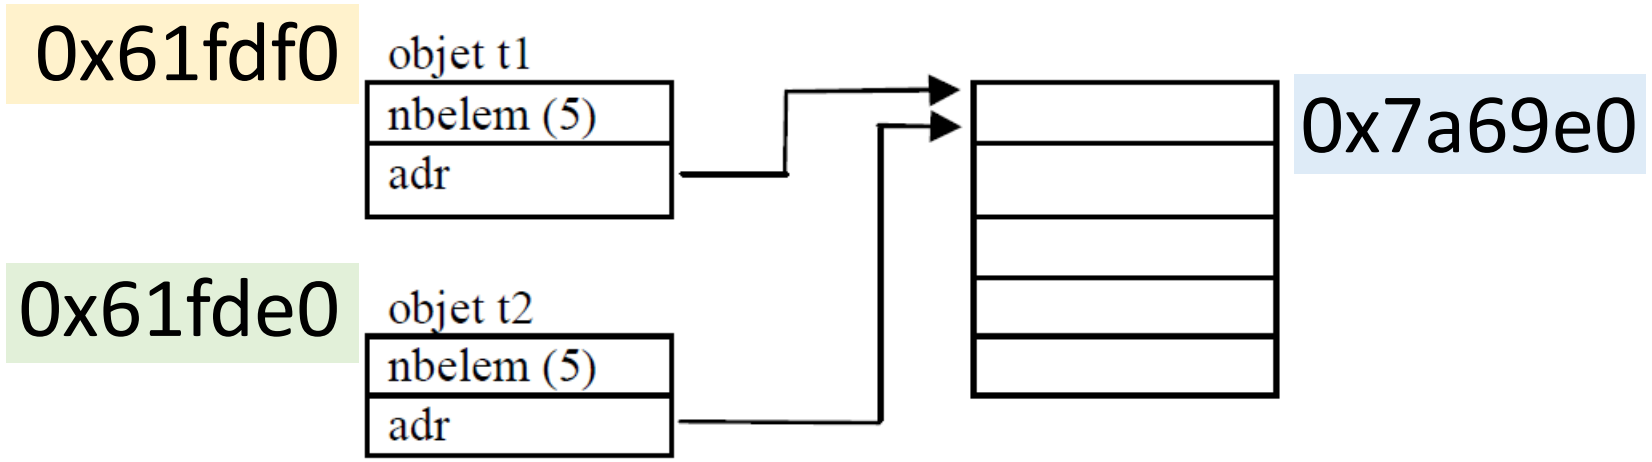 0x61fdf0
objet t1
nbelem (5)
adr
0x7a69e0
0x61fde0
objet t2
nbelem (5)
adr